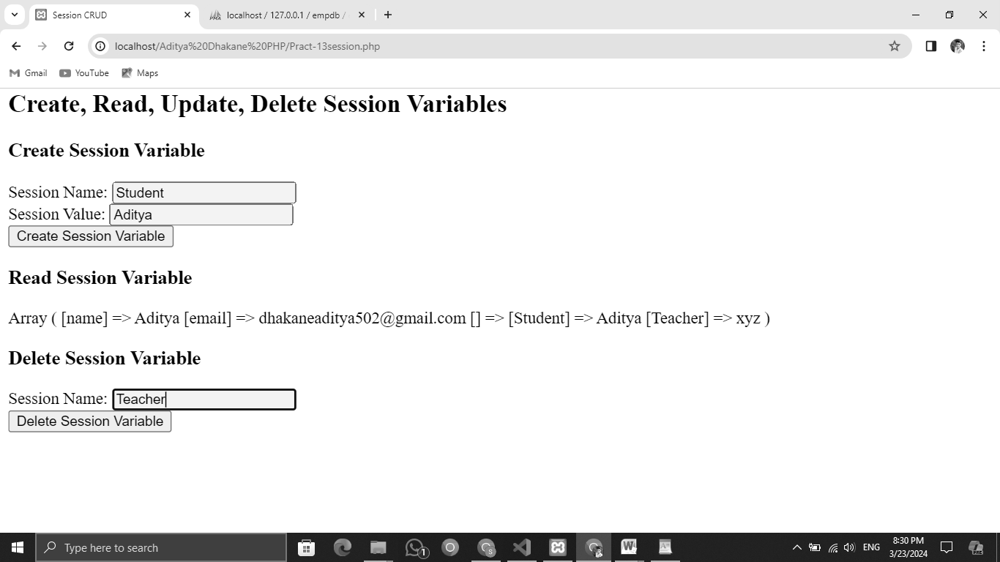 Session CRUD
localhost / 127.0.0.1 / empdb /
localhost/Aditya%20Dhakane%20PHP/Pract-13session.php
Gmail YouTube Maps
Create, Read, Update, Delete Session Variables
Create Session Variable
Session Name: Student
Session Value: Aditya
Create Session Variable
Read Session Variable
Array ( [name] => Aditya [email] => dhakaneaditya502@gmail.com [] => [Student] => Aditya [Teacher] => xyz )
Delete Session Variable
Session Name: Teacher
Delete Session Variable
Type here to search
1
S
W
ENG
8:30 PM
3/23/2024
PRE